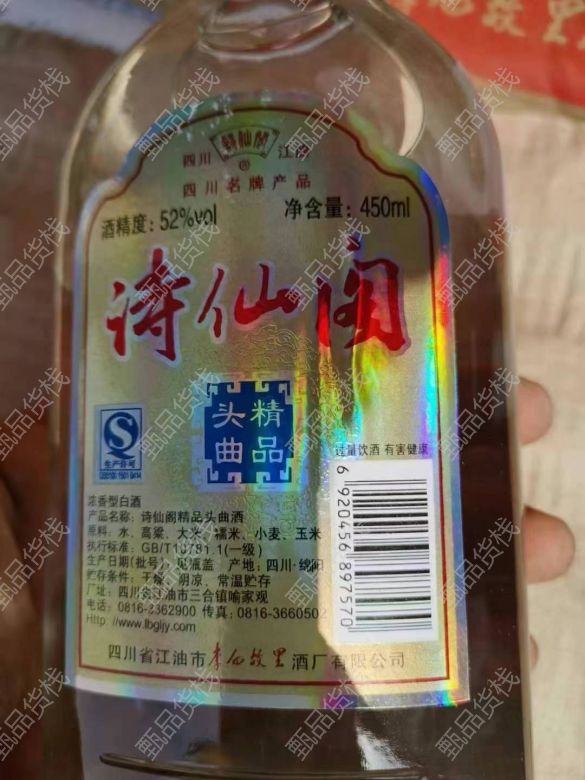 诗仙阁
四川 江油
四川名牌产品
酒精度：52%vol 净含量：450ml
诗仙阁
精品
头曲
生产许可
过量饮酒 有害健康
浓香型白酒
产品名称：诗仙阁精品头曲酒
原料：水、高粱、大米、糯米、小麦、玉米
执行标准：GB/T10781.1(一级)
生产日期(批号)：见瓶盖 产地：四川·绵阳
贮存条件：干燥、阴凉、常温贮存
厂址：四川省江油市三合镇喻家观
电话：0816-3362900 传真：0816-3660502
Http://www.lbgljy.com
6 920456 897570
四川省江油市李白故里酒厂有限公司
甄品货栈